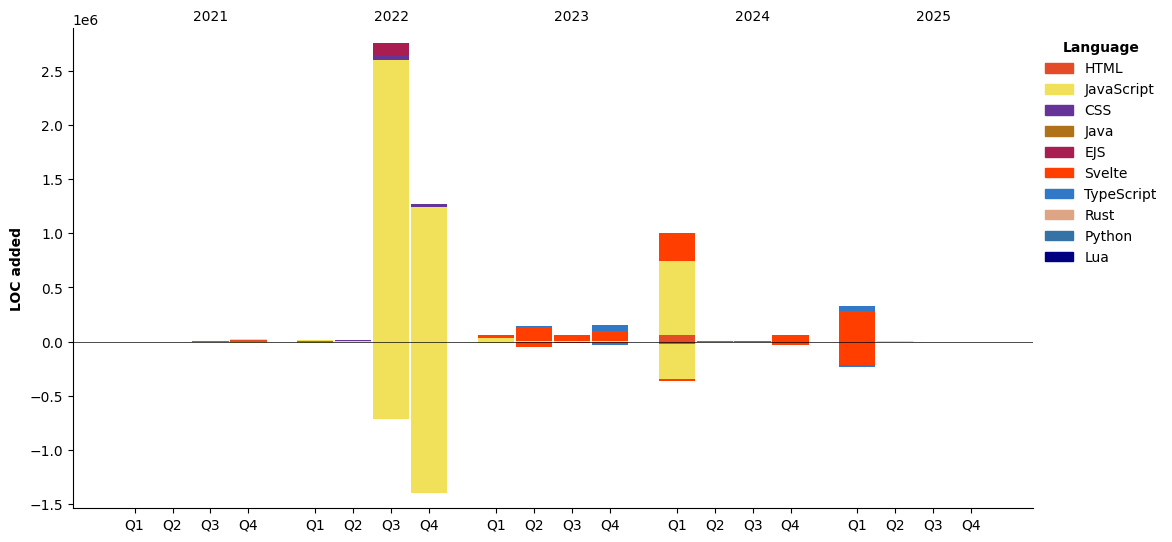 2021 2022 2023 2024 2025
1e6
Language
HTML
JavaScript
CSS
Java
EJS
Svelte
TypeScript
Rust
Python
Lua
LOC added
2.5
2.0
1.5
1.0
0.5
0.0
−0.5
−1.0
−1.5
Q1 Q2 Q3 Q4 Q1 Q2 Q3 Q4 Q1 Q2 Q3 Q4 Q1 Q2 Q3 Q4 Q1 Q2 Q3 Q4